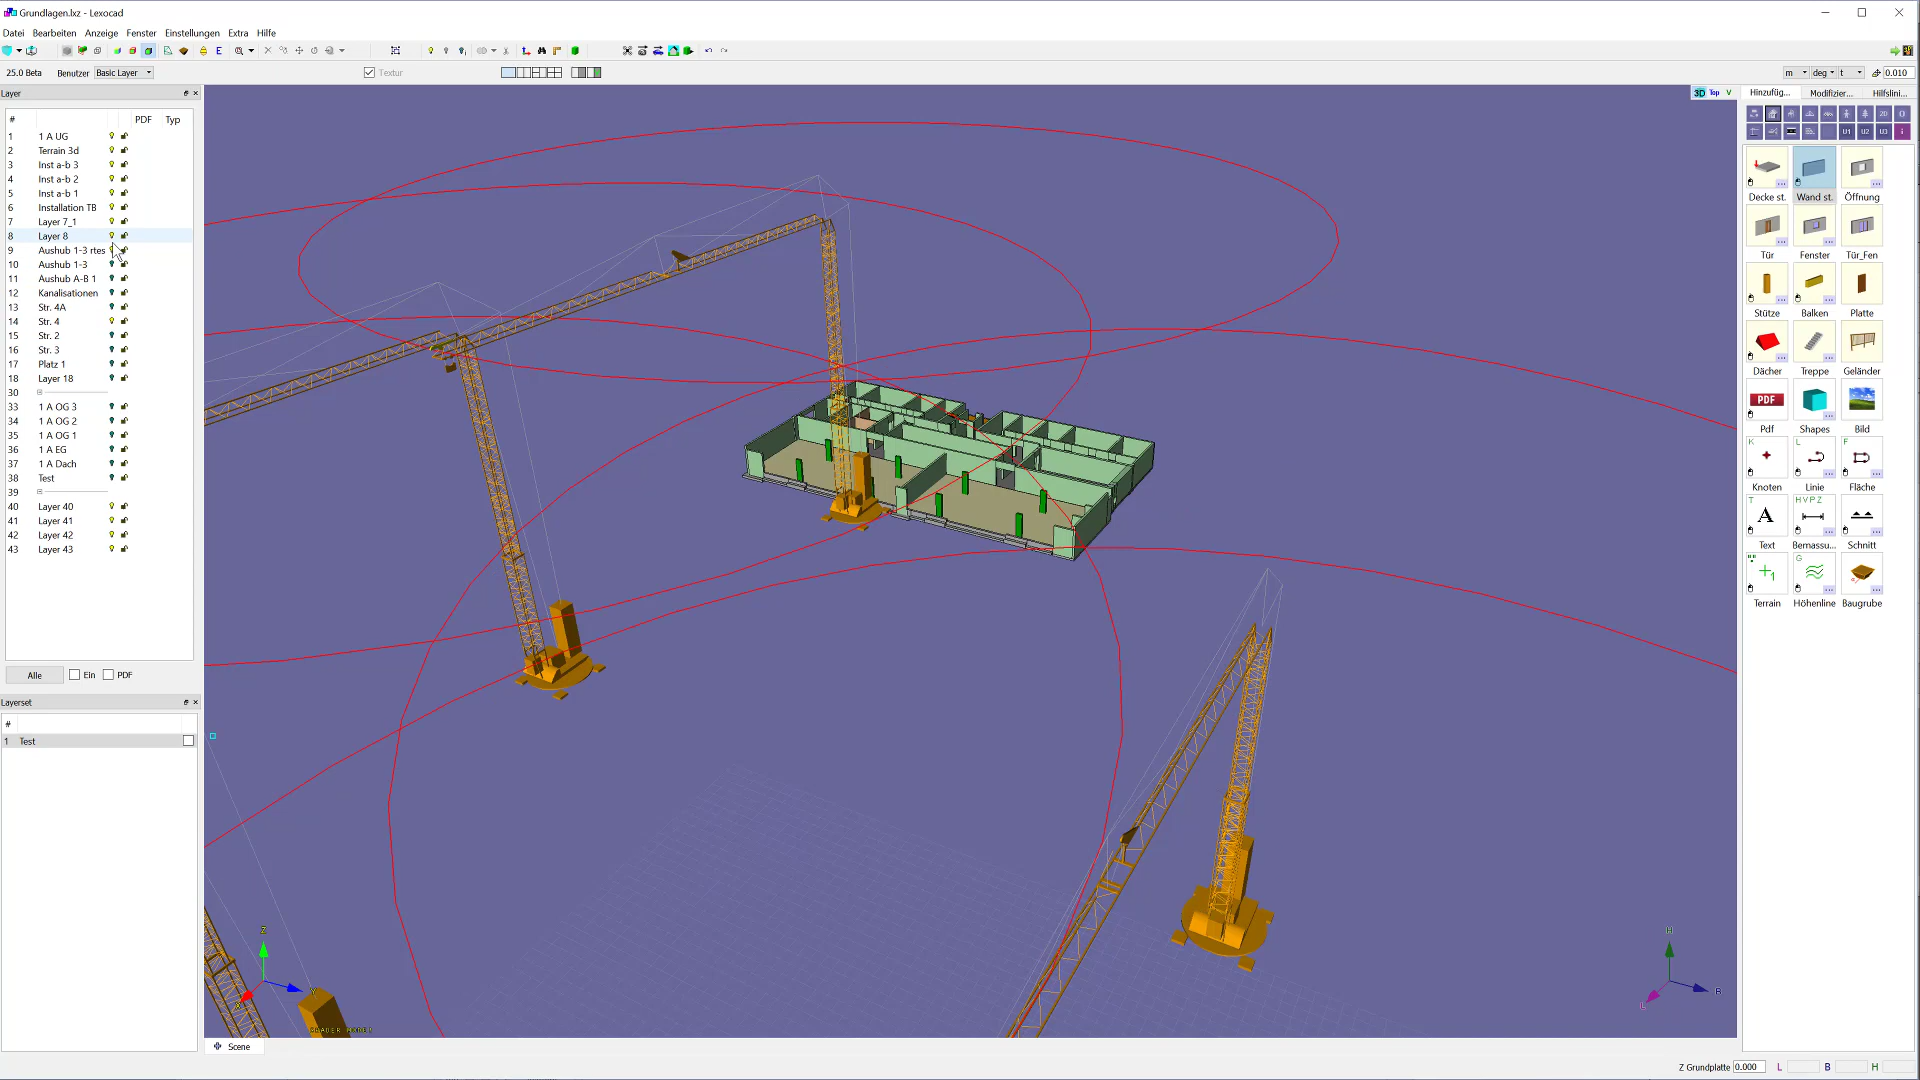 Grundlagen.lxz - Lexocad
Datei Bearbeiten Anzeige Fenster Einstellungen Extra Hilfe
25.0 Beta Benutzer Basic Layer Textur m deg t 0.010
Layer
# PDF Typ
1 1 A UG
2 Terrain 3d
3 Inst a-b 3
4 Inst a-b 2
5 Inst a-b 1
6 Installation TB
7 Layer 7_1
8 Layer 8
9 Aushub 1-3 rtes
10 Aushub 1-3
11 Aushub A-B 1
12 Kanalisationen
13 Str. 4A
14 Str. 4
15 Str. 2
16 Str. 3
17 Platz 1
18 Layer 18
30
33 1 A OG 3
34 1 A OG 2
35 1 A OG 1
36 1 A EG
37 1 A Dach
38 Test
39
40 Layer 40
41 Layer 41
42 Layer 42
43 Layer 43
Alle Ein PDF
Layerset
#
1 Test
3D Top V
Z
Y
X
H
B
L
Scene
Hinzufüg... Modifizier... Hilfslini...
2D
U1 U2 U3 i
Decke st. Wand st. Öffnung
Tür Fenster Tür_Fen
Stütze Balken Platte
Dächer Treppe Geländer
PDF
Pdf Shapes Bild
K L F
Knoten Linie Fläche
T H V P Z
A
Text Bemassu... Schnitt
G
Terrain Höhenline Baugrube
Z Grundplatte 0.000 L B H